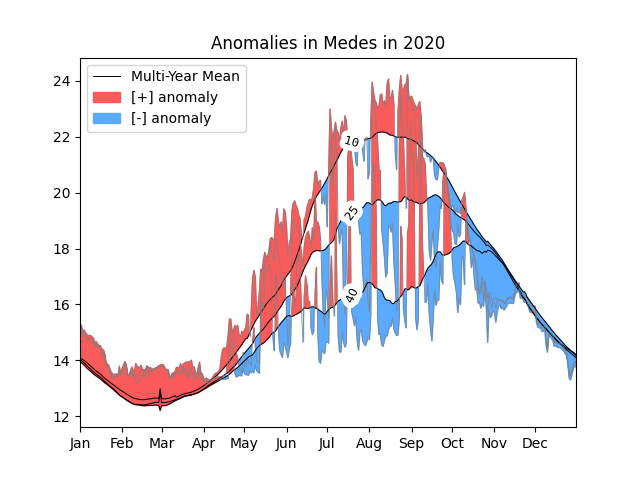 Anomalies in Medes in 2020
Multi-Year Mean
[+] anomaly
[-] anomaly
24
22
20
18
16
14
12
10
25
40
Jan Feb Mar Apr May Jun Jul Aug Sep Oct Nov Dec